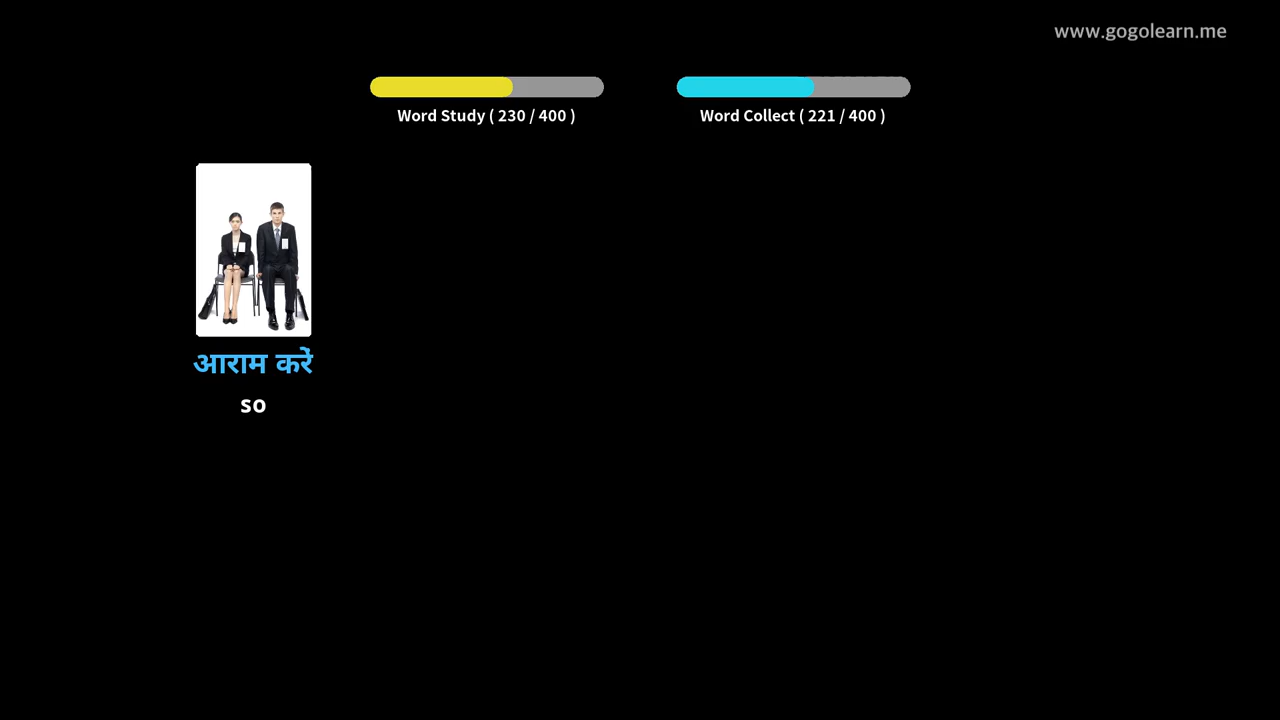 www.gogolearn.me
Word Study ( 230 / 400 )
Word Collect ( 221 / 400 )
आराम करें
so